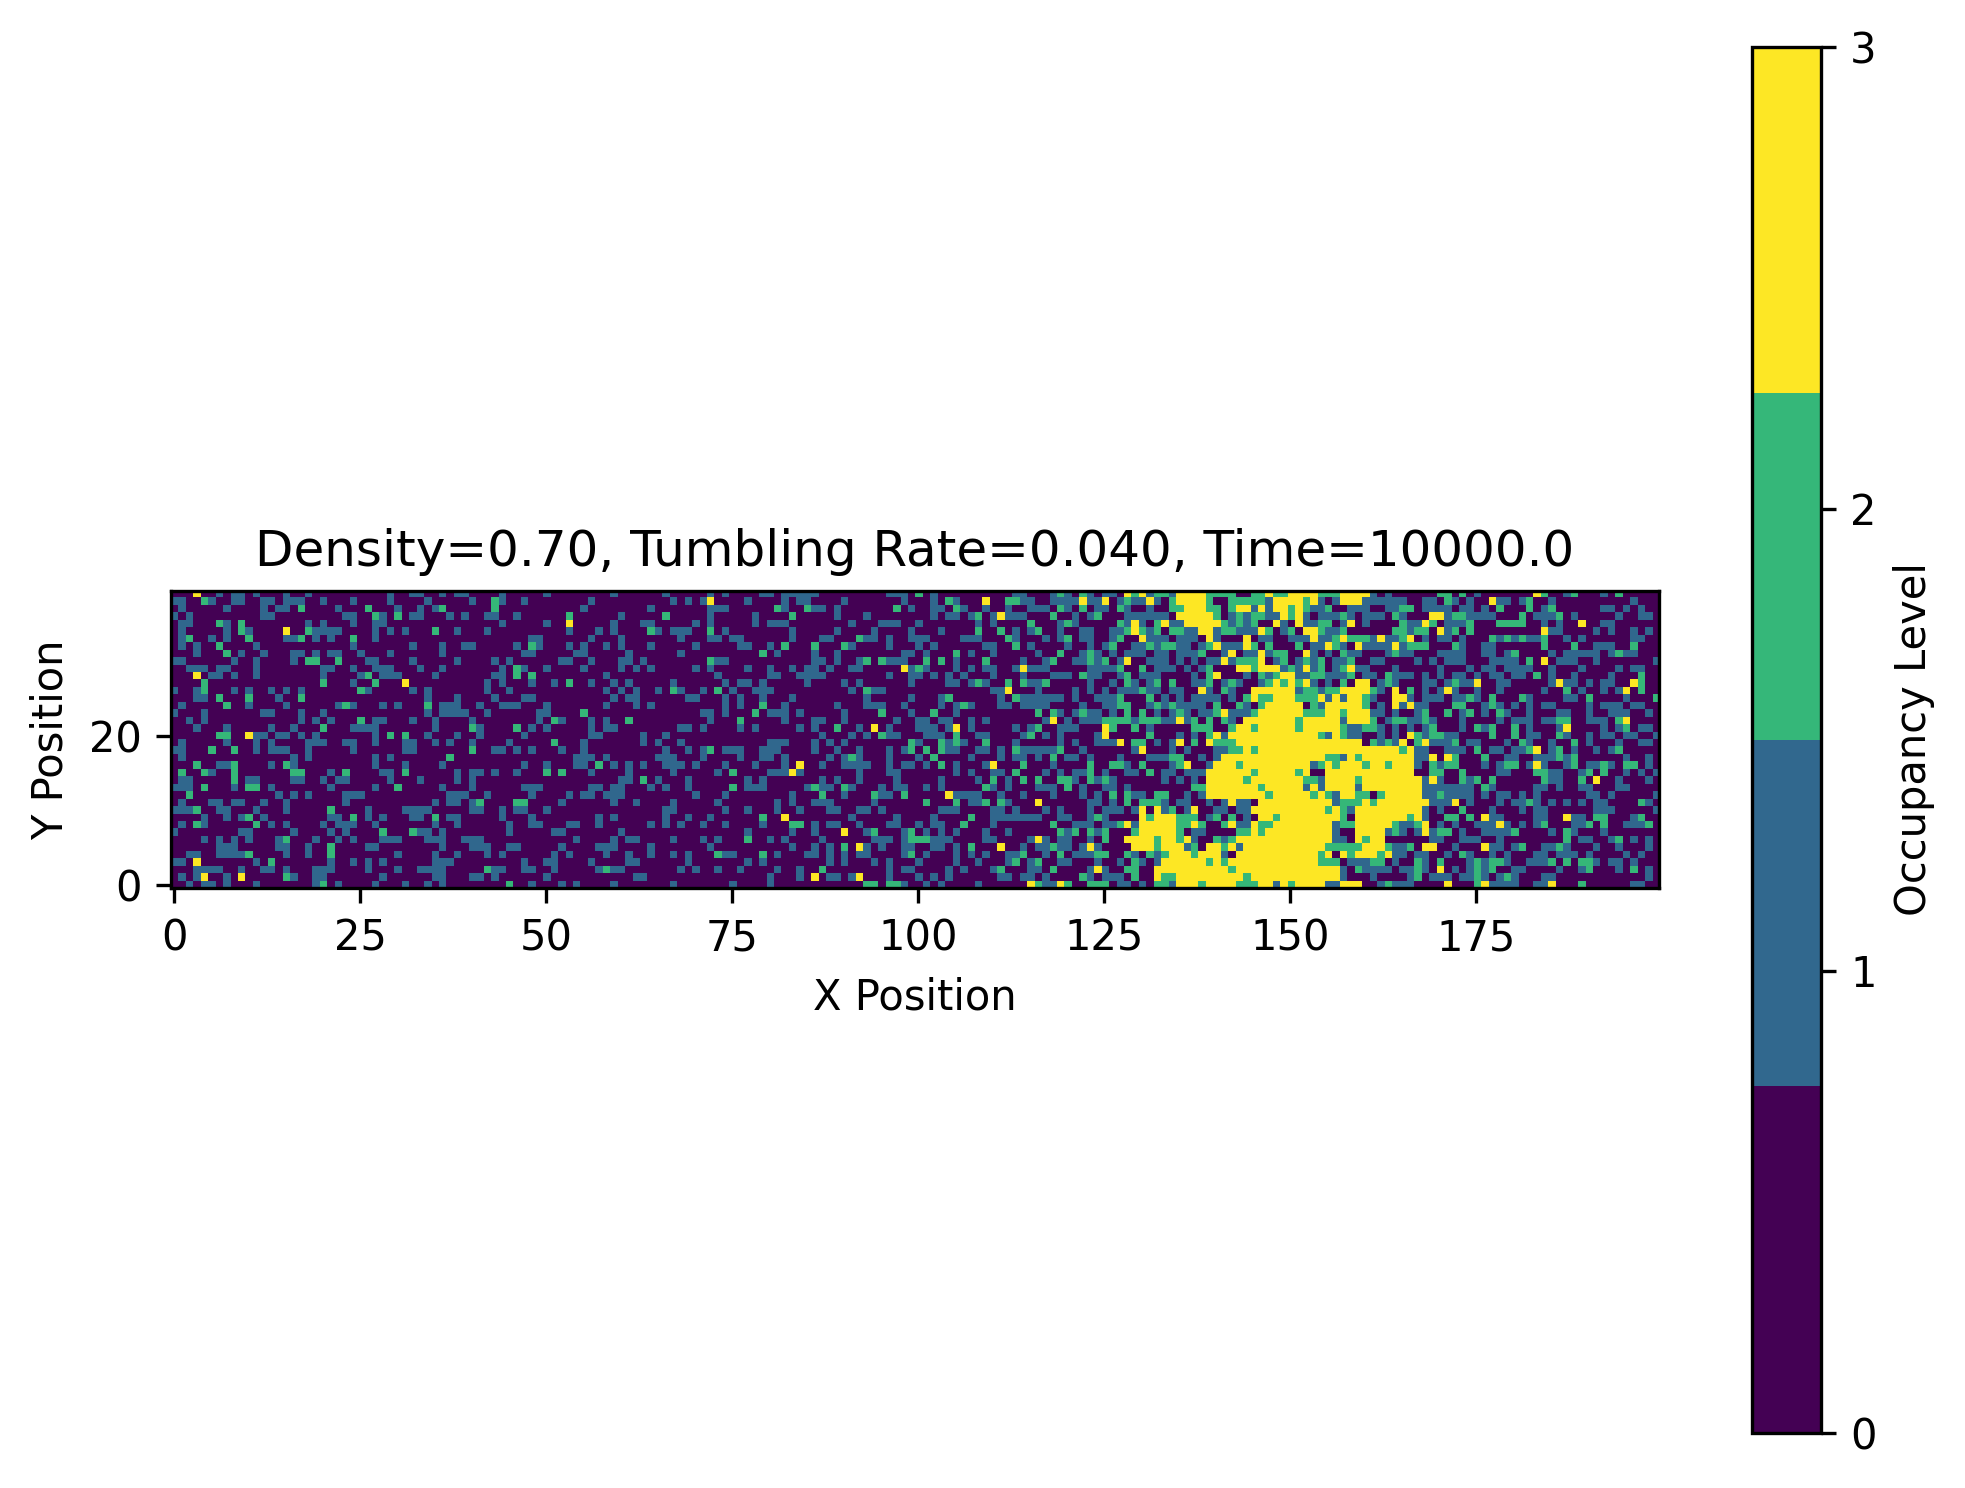 Density=0.70, Tumbling Rate=0.040, Time=10000.0
Y Position
20
0
0 25 50 75 100 125 150 175
X Position
3
2
1
0
Occupancy Level